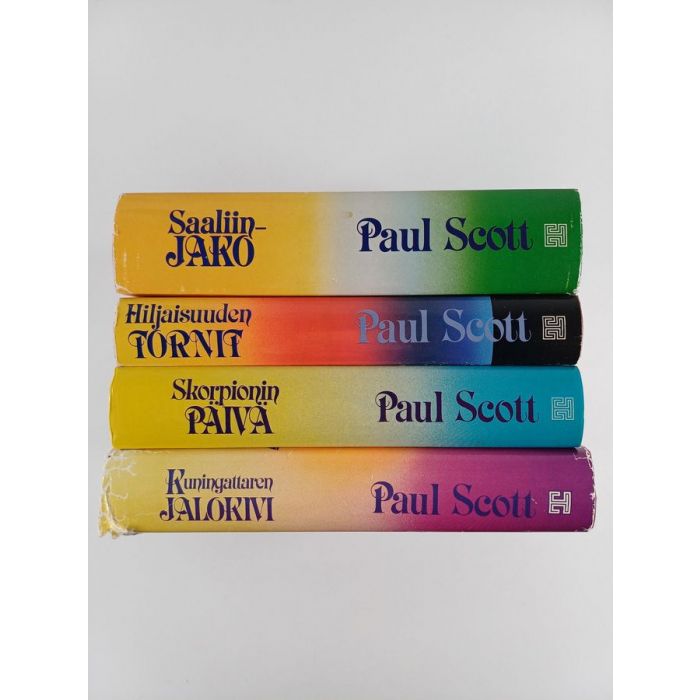 Saaliin-
JAKO
Paul Scott
Hiljaisuuden
TORNIT
Paul Scott
Skorpionin
PÄIVÄ
Paul Scott
Kuningattaren
JALOKIVI
Paul Scott